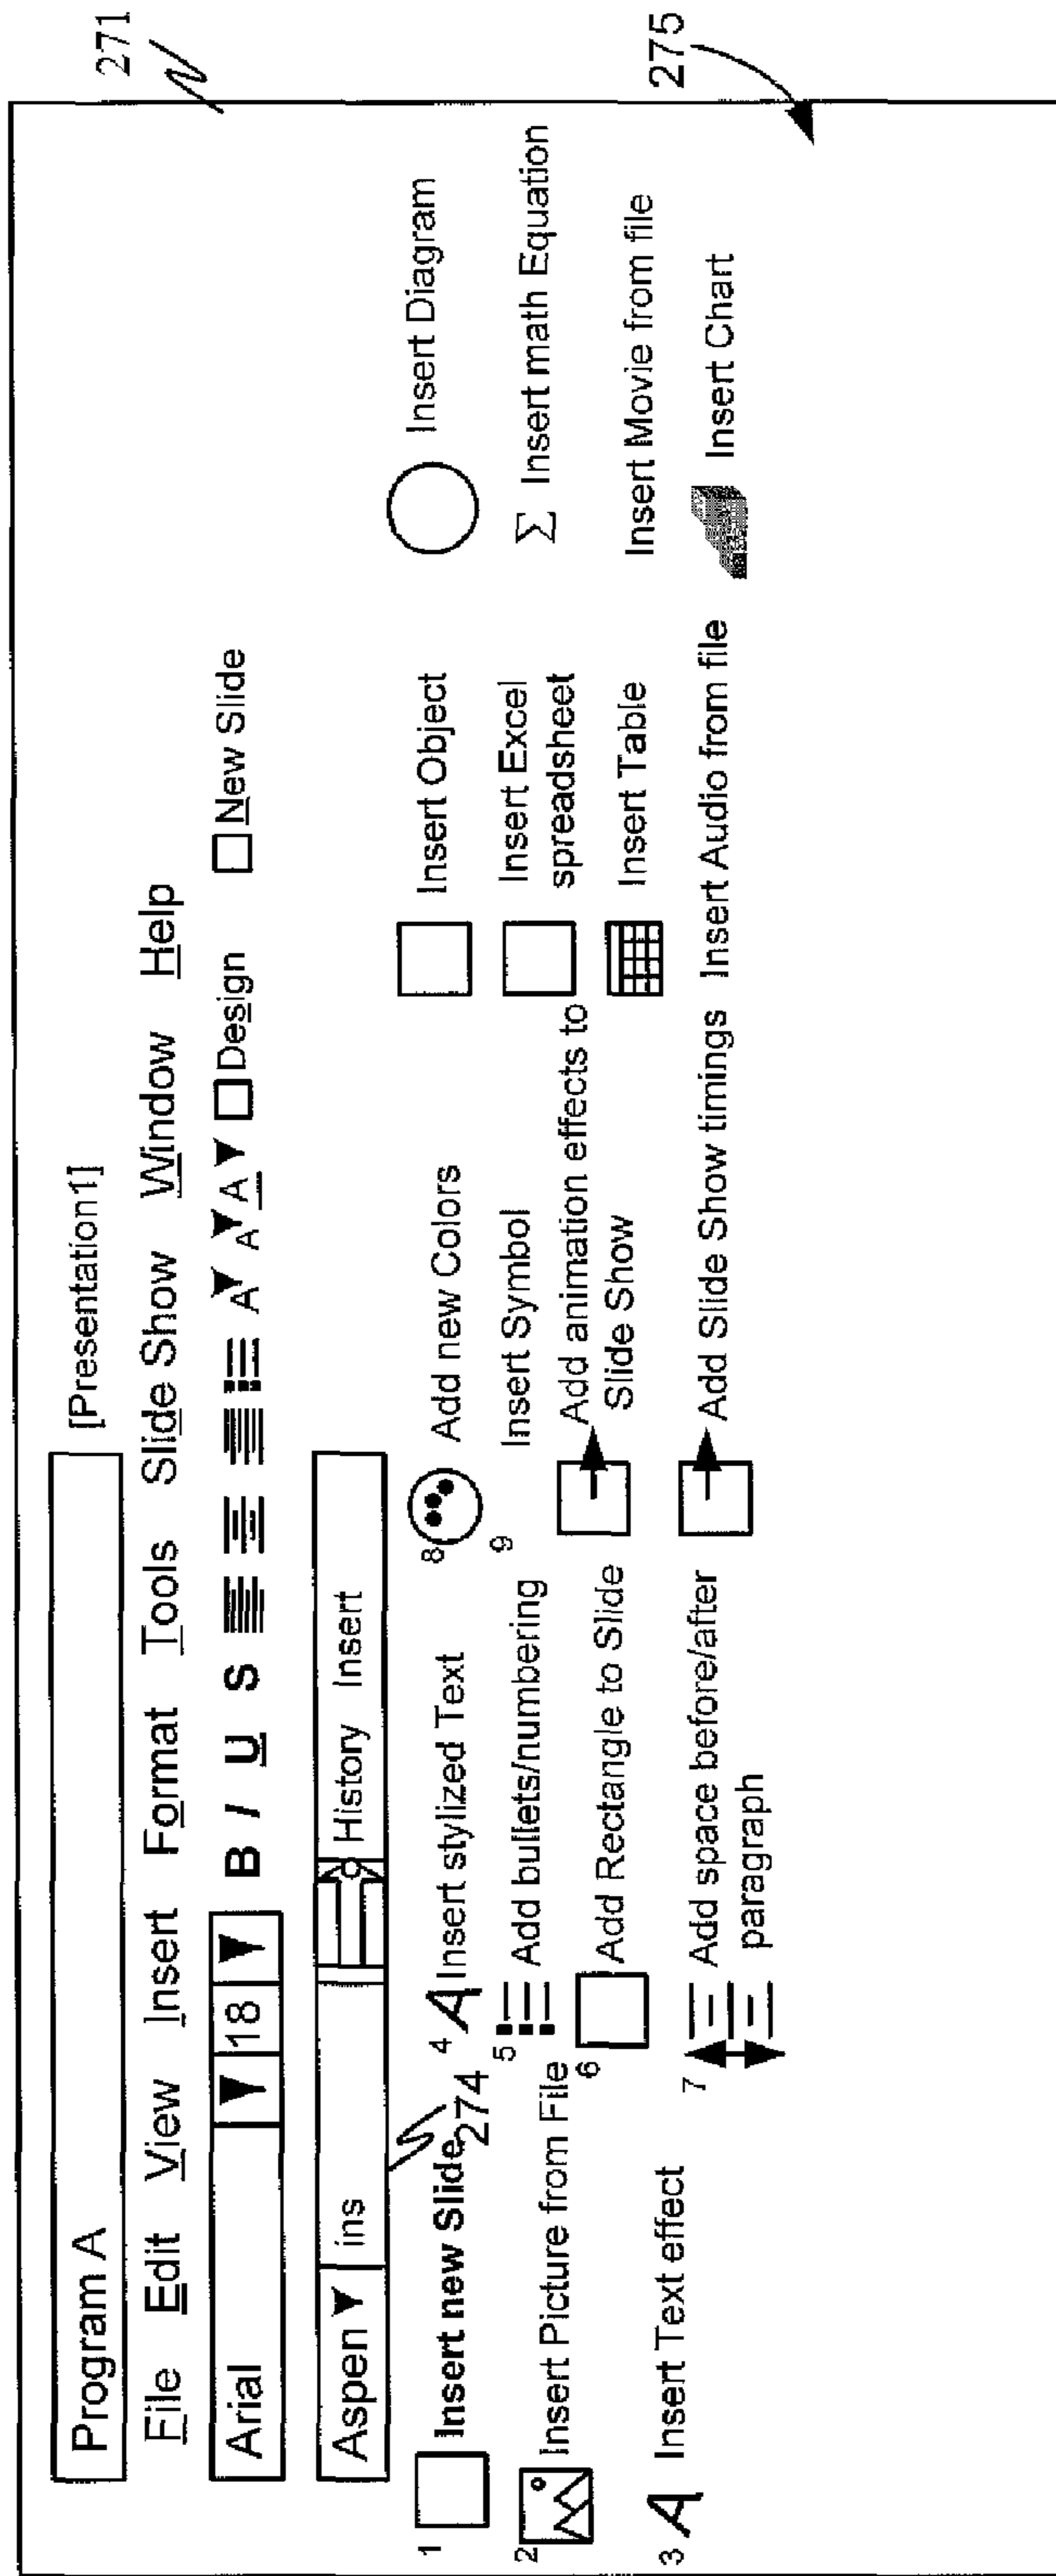 271
Program A [Presentation1]
File Edit View Insert Format Tools Slide Show Window Help
Arial 18 B I U S A A A Design New Slide
Aspen ins History Insert
274
1 Insert new Slide
2 Insert Picture from File
3 A Insert Text effect
4 A Insert stylized Text
5 Add bullets/numbering
6 Add Rectangle to Slide
7 Add space before/after
paragraph
8 Add new Colors
9 Insert Symbol
Add animation effects to
Slide Show
Add Slide Show timings
Insert Object
Insert Excel
spreadsheet
Insert Table
Insert Audio from file
Insert Diagram
Σ Insert math Equation
Insert Movie from file
Insert Chart
275